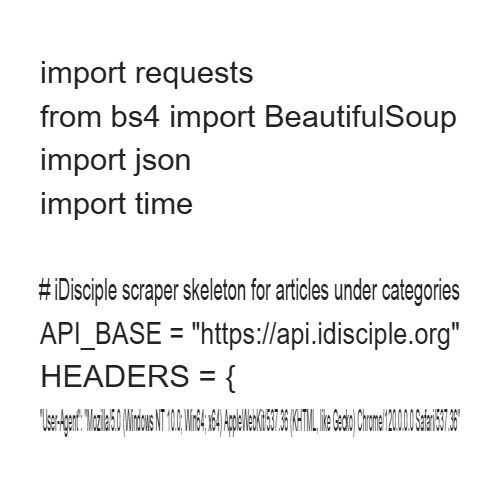 import requests
from bs4 import BeautifulSoup
import json
import time
# iDisciple scraper skeleton for articles under categories
API_BASE = "https://api.idisciple.org"
HEADERS = {
"User-Agent": "Mozilla/5.0 (Windows NT 10.0; Win64; x64) AppleWebKit/537.36 (KHTML, like Gecko) Chrome/120.0.0.0 Safari/537.36"